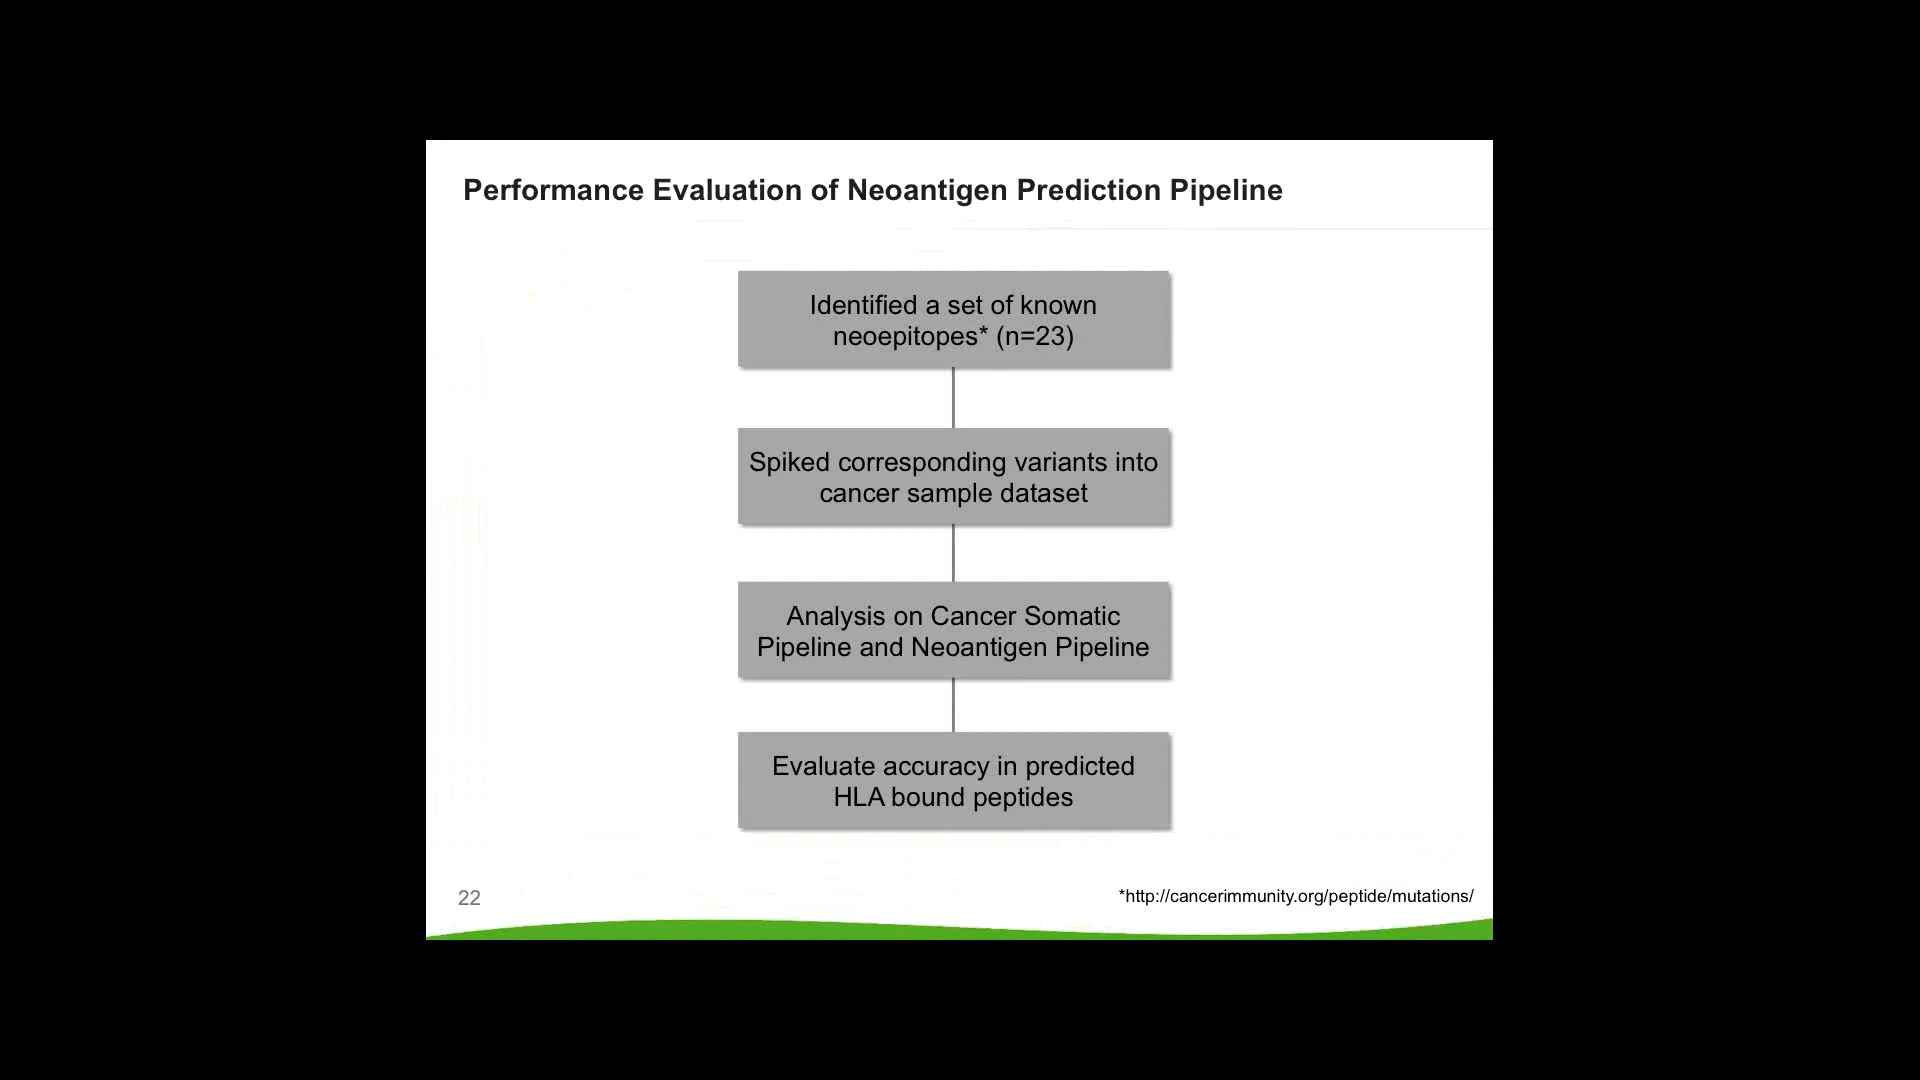 Performance Evaluation of Neoantigen Prediction Pipeline
Identified a set of known
neoepitopes* (n=23)
Spiked corresponding variants into
cancer sample dataset
Analysis on Cancer Somatic
Pipeline and Neoantigen Pipeline
Evaluate accuracy in predicted
HLA bound peptides
22
*http://cancerimmunity.org/peptide/mutations/